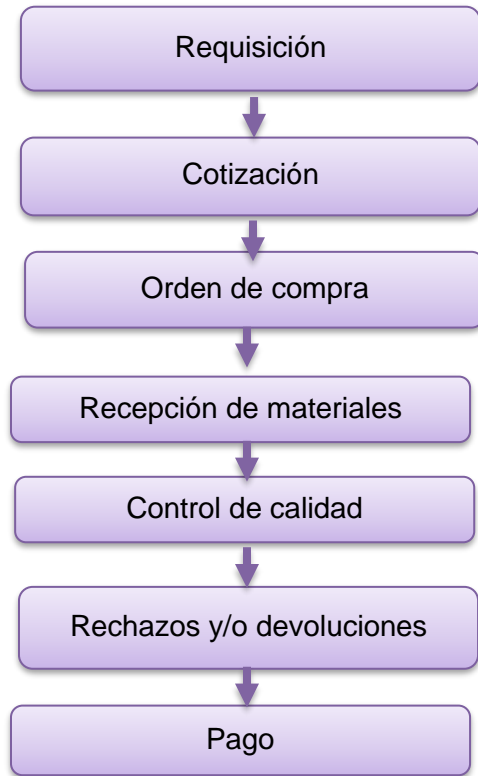 Requisición
Cotización
Orden de compra
Recepción de materiales
Control de calidad
Rechazos y/o devoluciones
Pago